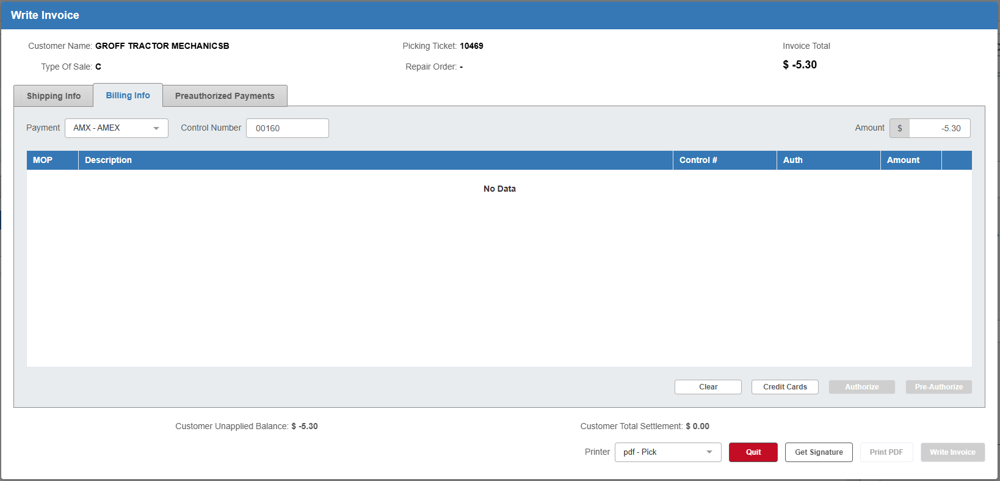 Write Invoice
Customer Name: GROFF TRACTOR MECHANICSB
Picking Ticket: 10469
Invoice Total
Type Of Sale: C
Repair Order: -
$ -5.30
Shipping Info
Billing Info
Preauthorized Payments
Payment
AMX - AMEX
Control Number
00160
Amount
$
-5.30
MOP
Description
Control #
Auth
Amount
No Data
Clear
Credit Cards
Authorize
Pre-Authorize
Customer Unapplied Balance: $ -5.30
Customer Total Settlement: $ 0.00
Printer
pdf - Pick
Quit
Get Signature
Print PDF
Write Invoice